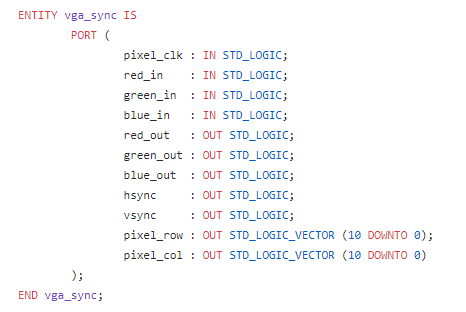 ENTITY vga_sync IS
PORT (
pixel_clk : IN STD_LOGIC;
red_in : IN STD_LOGIC;
green_in : IN STD_LOGIC;
blue_in : IN STD_LOGIC;
red_out : OUT STD_LOGIC;
green_out : OUT STD_LOGIC;
blue_out : OUT STD_LOGIC;
hsync : OUT STD_LOGIC;
vsync : OUT STD_LOGIC;
pixel_row : OUT STD_LOGIC_VECTOR (10 DOWNTO 0);
pixel_col : OUT STD_LOGIC_VECTOR (10 DOWNTO 0)
);
END vga_sync;